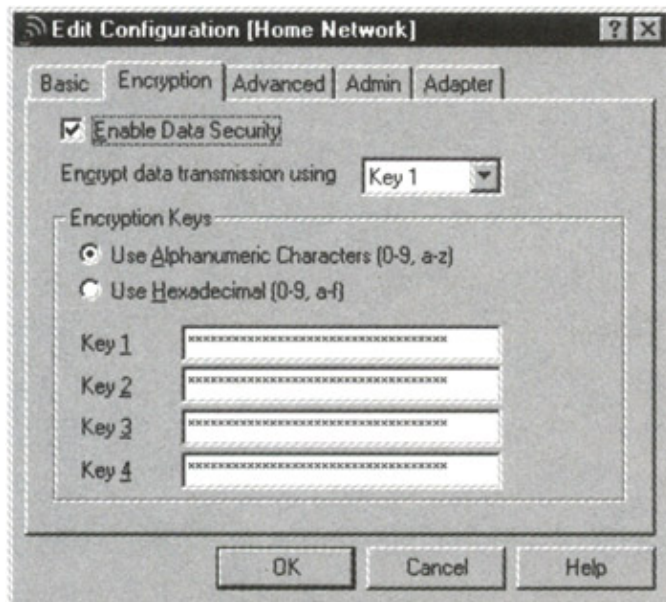 Edit Configuration [Home Network]
Basic Encryption Advanced Admin Adapter
Enable Data Security
Encrypt data transmission using Key 1
Encryption Keys
Use Alphanumeric Characters (0-9, a-z)
Use Hexadecimal (0-9, a-f)
Key 1
Key 2
Key 3
Key 4
OK Cancel Help